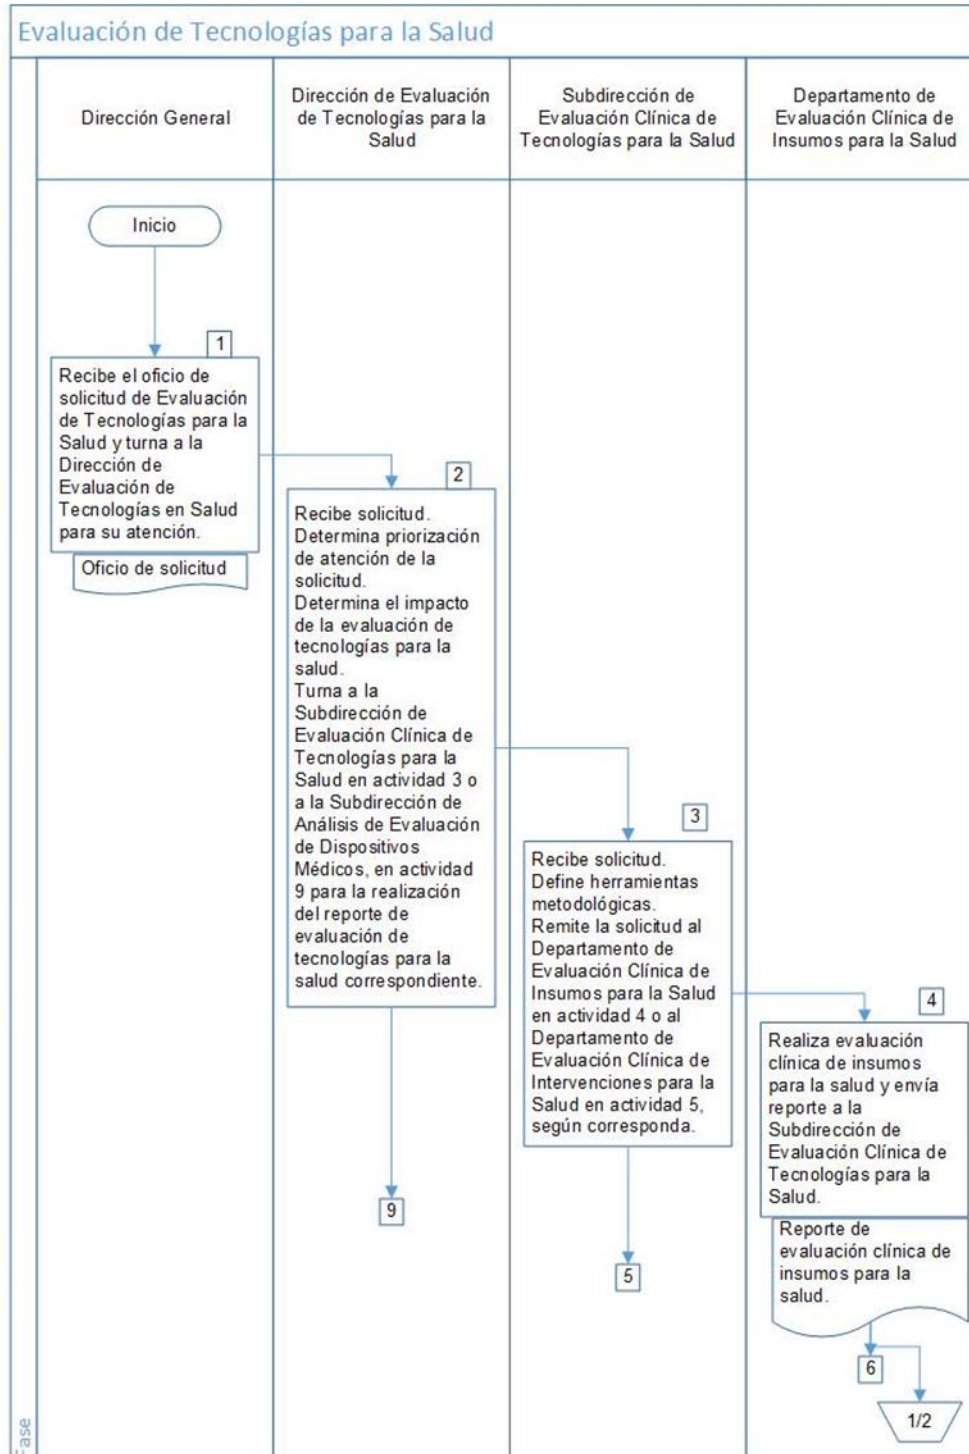 Evaluación de Tecnologías para la Salud
Dirección General
Dirección de Evaluación
de Tecnologías para la
Salud
Subdirección de
Evaluación Clínica de
Tecnologías para la Salud
Departamento de
Evaluación Clínica de
Insumos para la Salud
Inicio
1
Recibe el oficio de
solicitud de Evaluación
de Tecnologías para la
Salud y turna a la
Dirección de
Evaluación de
Tecnologías en Salud
para su atención.
Oficio de solicitud
2
Recibe solicitud.
Determina priorización
de atención de la
solicitud.
Determina el impacto
de la evaluación de
tecnologías para la
salud.
Turna a la
Subdirección de
Evaluación Clínica de
Tecnologías para la
Salud en actividad 3 o
a la Subdirección de
Análisis de Evaluación
de Dispositivos
Médicos, en actividad
9 para la realización
del reporte de
evaluación de
tecnologías para la
salud correspondiente.
9
3
Recibe solicitud.
Define herramientas
metodológicas.
Remite la solicitud al
Departamento de
Evaluación Clínica de
Insumos para la Salud
en actividad 4 o al
Departamento de
Evaluación Clínica de
Intervenciones para la
Salud en actividad 5,
según corresponda.
5
4
Realiza evaluación
clínica de insumos
para la salud y envía
reporte a la
Subdirección de
Evaluación Clínica de
Tecnologías para la
Salud.
Reporte de
evaluación clínica de
insumos para la
salud.
6
1/2
Fase